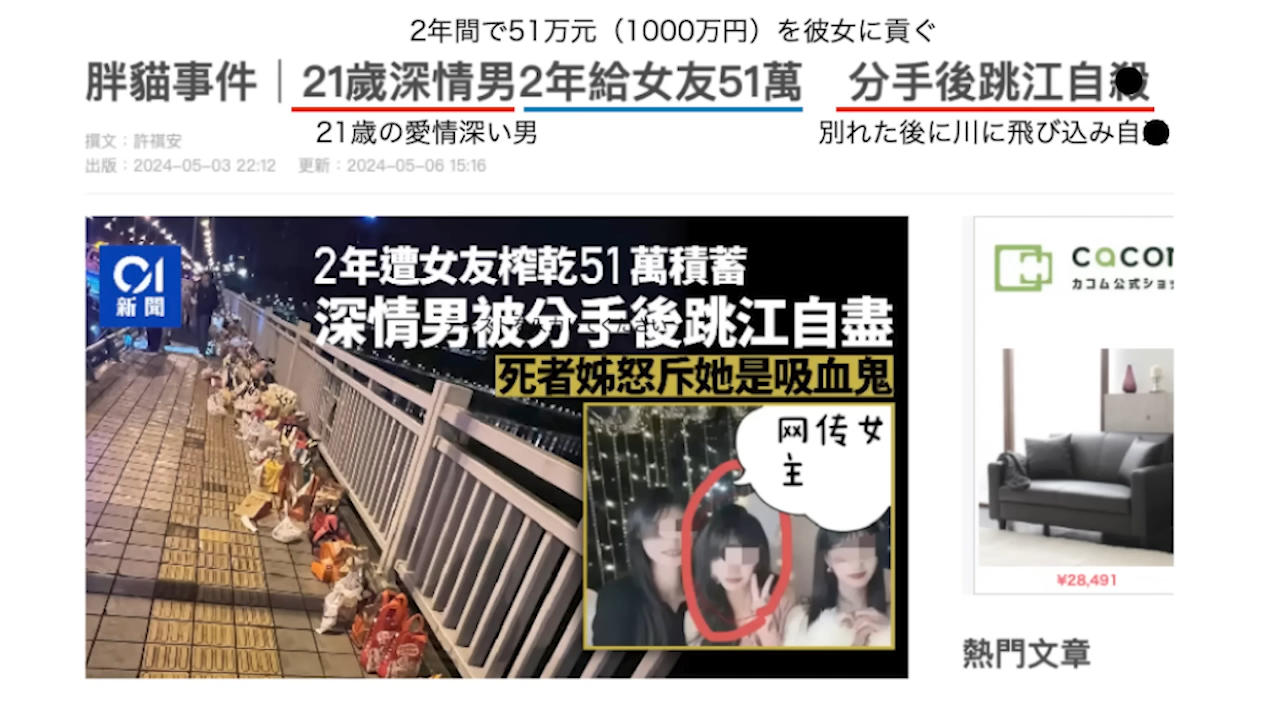 2年間で51万元（1000万円）を彼女に貢ぐ
胖貓事件｜21歲深情男2年給女友51萬 分手後跳江自
21歳の愛情深い男
別れた後に川に飛び込み自
撰文：許祺安
出版：2024-05-03 22:12 更新：2024-05-06 15:16
01
新聞
2年遭女友榨乾51萬積蓄
深情男被分手後跳江自盡
死者姊怒斥她是吸血鬼
网传女
主
cacom
カコム公式ショ
¥28,491
熱門文章